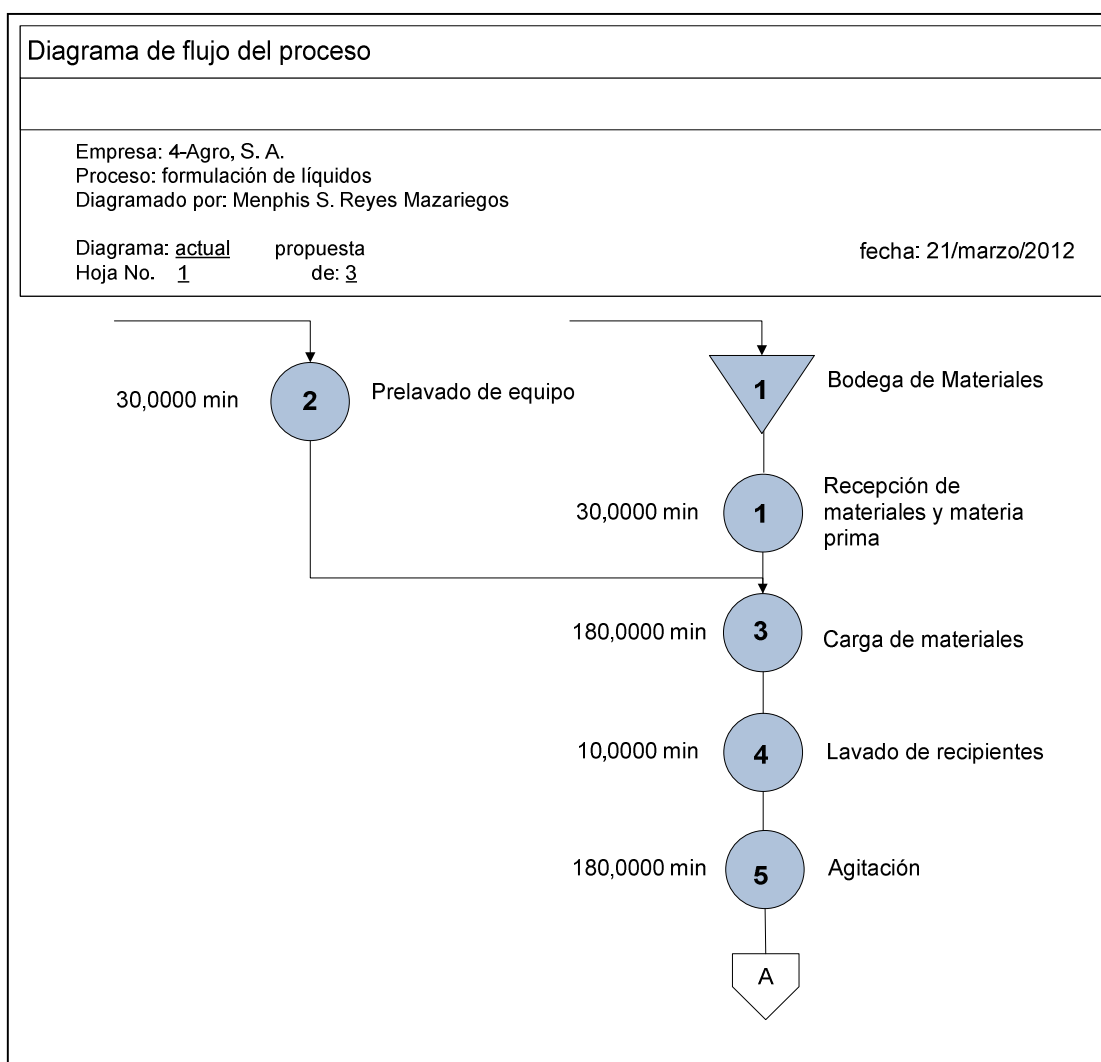 Diagrama de flujo del proceso
Empresa: 4-Agro, S. A.
Proceso: formulación de líquidos
Diagramado por: Menphis S. Reyes Mazariegos
Diagrama: actual propuesta
fecha: 21/marzo/2012
Hoja No. 1 de: 3
30,0000 min
2
Prelavado de equipo
1
Bodega de Materiales
30,0000 min
1
Recepción de
materiales y materia
prima
180,0000 min
3
Carga de materiales
10,0000 min
4
Lavado de recipientes
180,0000 min
5
Agitación
A